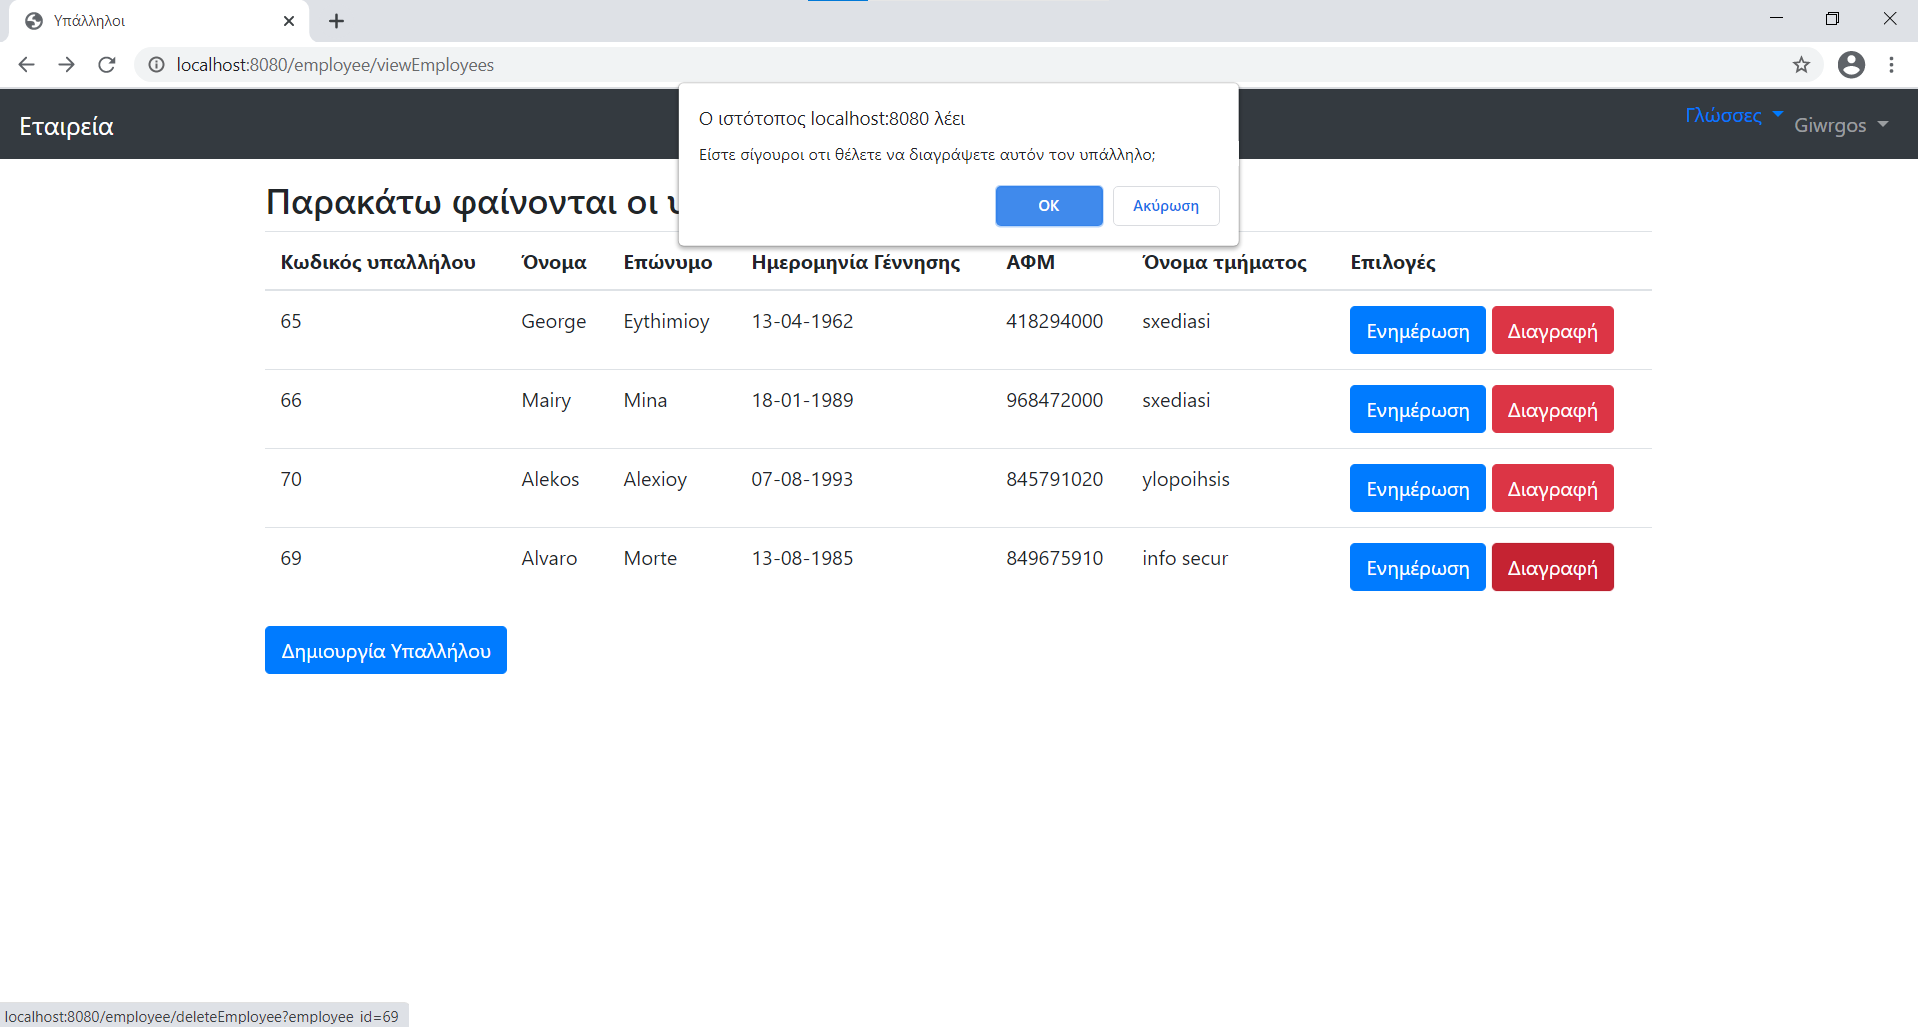 Υπάλληλοι
localhost:8080/employee/viewEmployees
Εταιρεία
Γλώσσες
Giwrgos
Ο ιστότοπος localhost:8080 λέει
Είστε σίγουροι οτι θέλετε να διαγράψετε αυτόν τον υπάλληλο;
OK Ακύρωση
Παρακάτω φαίνονται οι
Κωδικός υπαλλήλου Όνομα Επώνυμο Ημερομηνία Γέννησης ΑΦΜ Όνομα τμήματος Επιλογές
65 George Eythimioy 13-04-1962 418294000 sxediasi Ενημέρωση Διαγραφή
66 Mairy Mina 18-01-1989 968472000 sxediasi Ενημέρωση Διαγραφή
70 Alekos Alexioy 07-08-1993 845791020 ylopoihsis Ενημέρωση Διαγραφή
69 Alvaro Morte 13-08-1985 849675910 info secur Ενημέρωση Διαγραφή
Δημιουργία Υπαλλήλου
localhost:8080/employee/deleteEmployee?employee_id=69